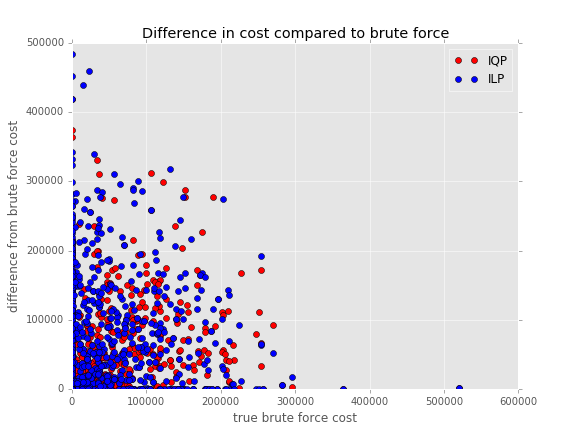 Difference in cost compared to brute force
500000
400000
300000
200000
100000
0
difference from brute force cost
IQP
ILP
0 100000 200000 300000 400000 500000 600000
true brute force cost